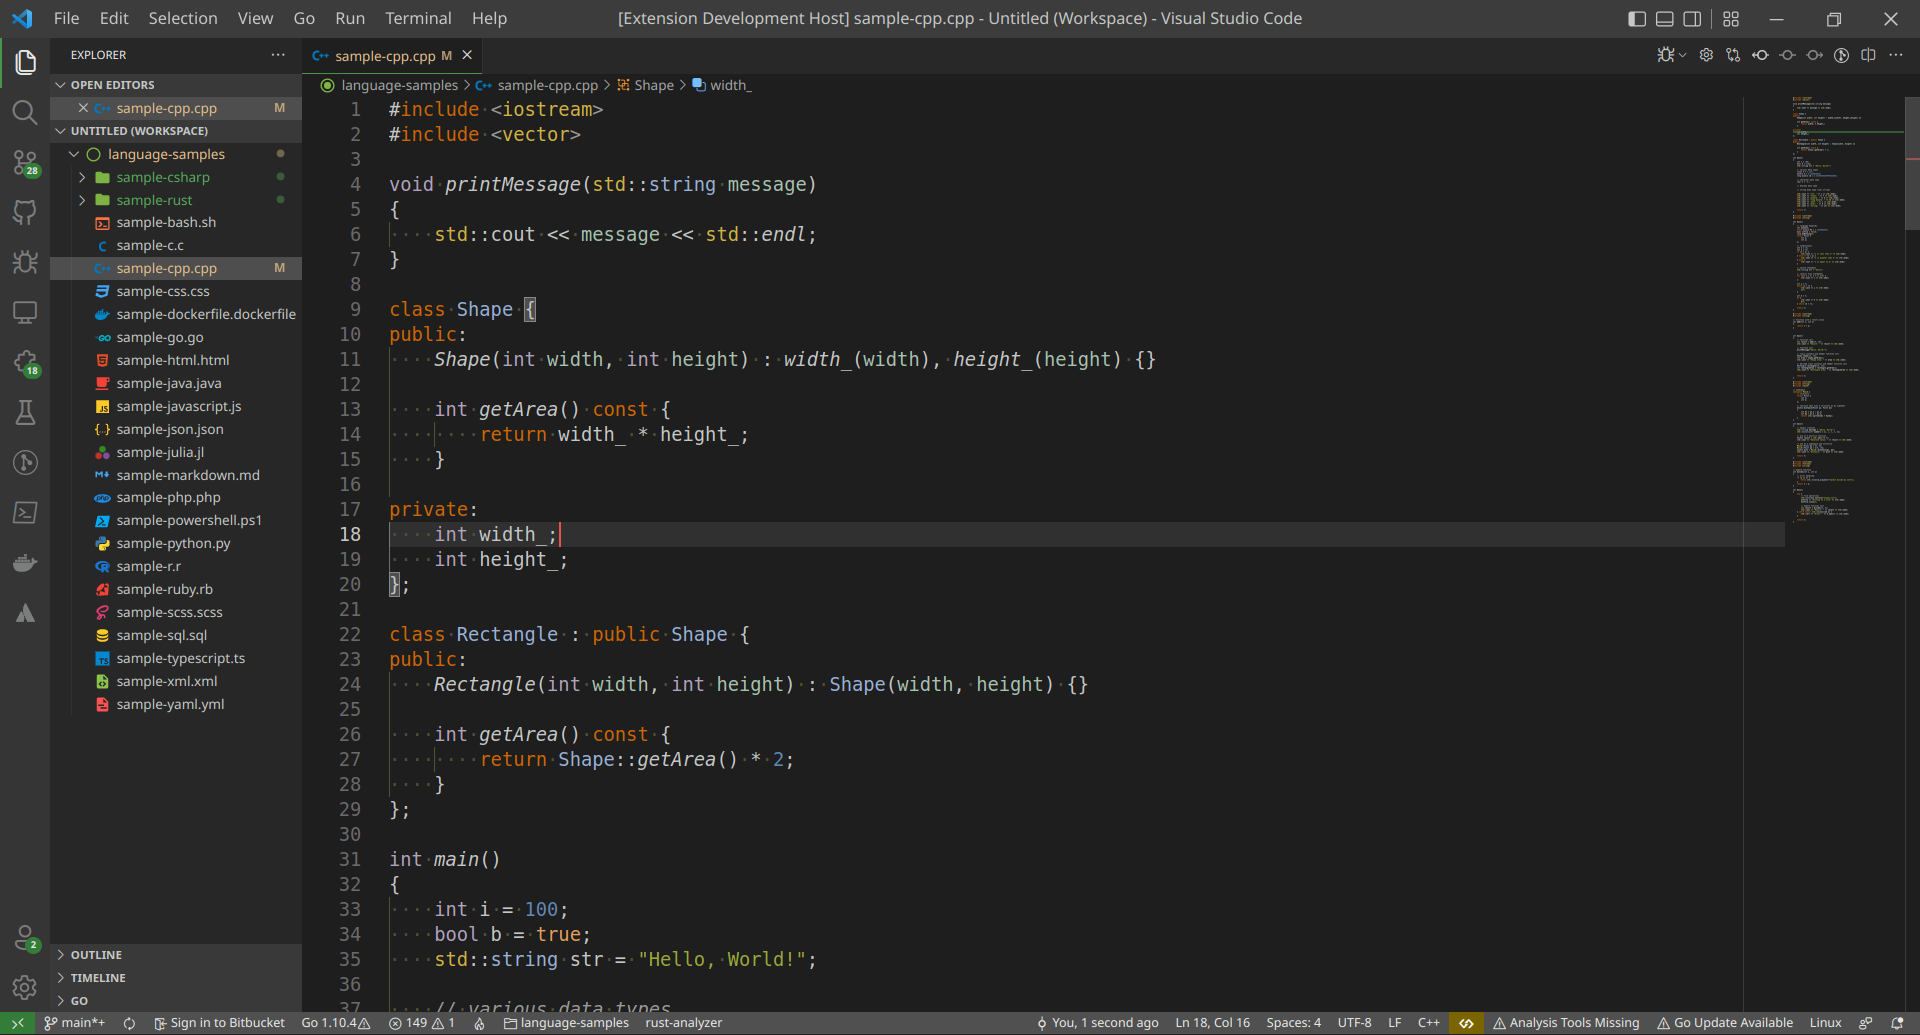 File Edit Selection View Go Run Terminal Help
[Extension Development Host] sample-cpp.cpp - Untitled (Workspace) - Visual Studio Code
EXPLORER
OPEN EDITORS
sample-cpp.cpp M
UNTITLED (WORKSPACE)
language-samples
sample-csharp
sample-rust
sample-bash.sh
sample-c.c
sample-cpp.cpp M
sample-css.css
sample-dockerfile.dockerfile
sample-go.go
sample-html.html
sample-java.java
sample-javascript.js
sample-json.json
sample-julia.jl
sample-markdown.md
sample-php.php
sample-powershell.ps1
sample-python.py
sample-r.r
sample-ruby.rb
sample-scss.scss
sample-sql.sql
sample-typescript.ts
sample-xml.xml
sample-yaml.yml
OUTLINE
TIMELINE
GO
28
18
2
sample-cpp.cpp M
language-samples > sample-cpp.cpp > Shape > width_
1 #include <iostream>
2 #include <vector>
3
4 void printMessage(std::string message)
5 {
6 std::cout << message << std::endl;
7 }
8
9 class Shape {
10 public:
11 Shape(int width, int height) : width_(width), height_(height) {}
12
13 int getArea() const {
14 return width_ * height_;
15 }
16
17 private:
18 int width_;
19 int height_;
20 };
21
22 class Rectangle : public Shape {
23 public:
24 Rectangle(int width, int height) : Shape(width, height) {}
25
26 int getArea() const {
27 return Shape::getArea() * 2;
28 }
29 };
30
31 int main()
32 {
33 int i = 100;
34 bool b = true;
35 std::string str = "Hello, World!";
36
37 // various data types
main*+ Sign in to Bitbucket Go 1.10.4 149 1 language-samples rust-analyzer
You, 1 second ago Ln 18, Col 16 Spaces: 4 UTF-8 LF C++ Analysis Tools Missing Go Update Available Linux